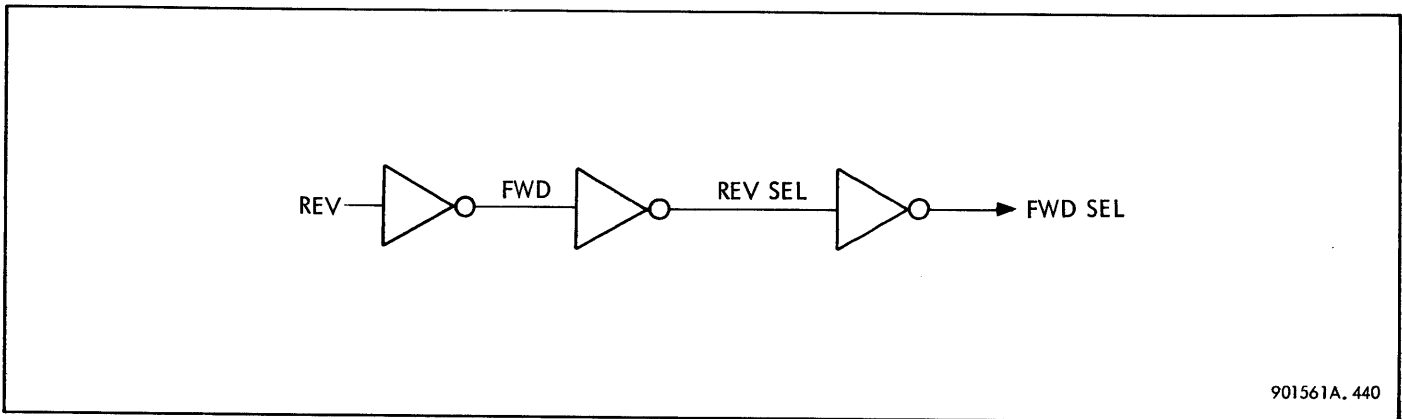 REV
FWD
REV SEL
FWD SEL
901561A. 440